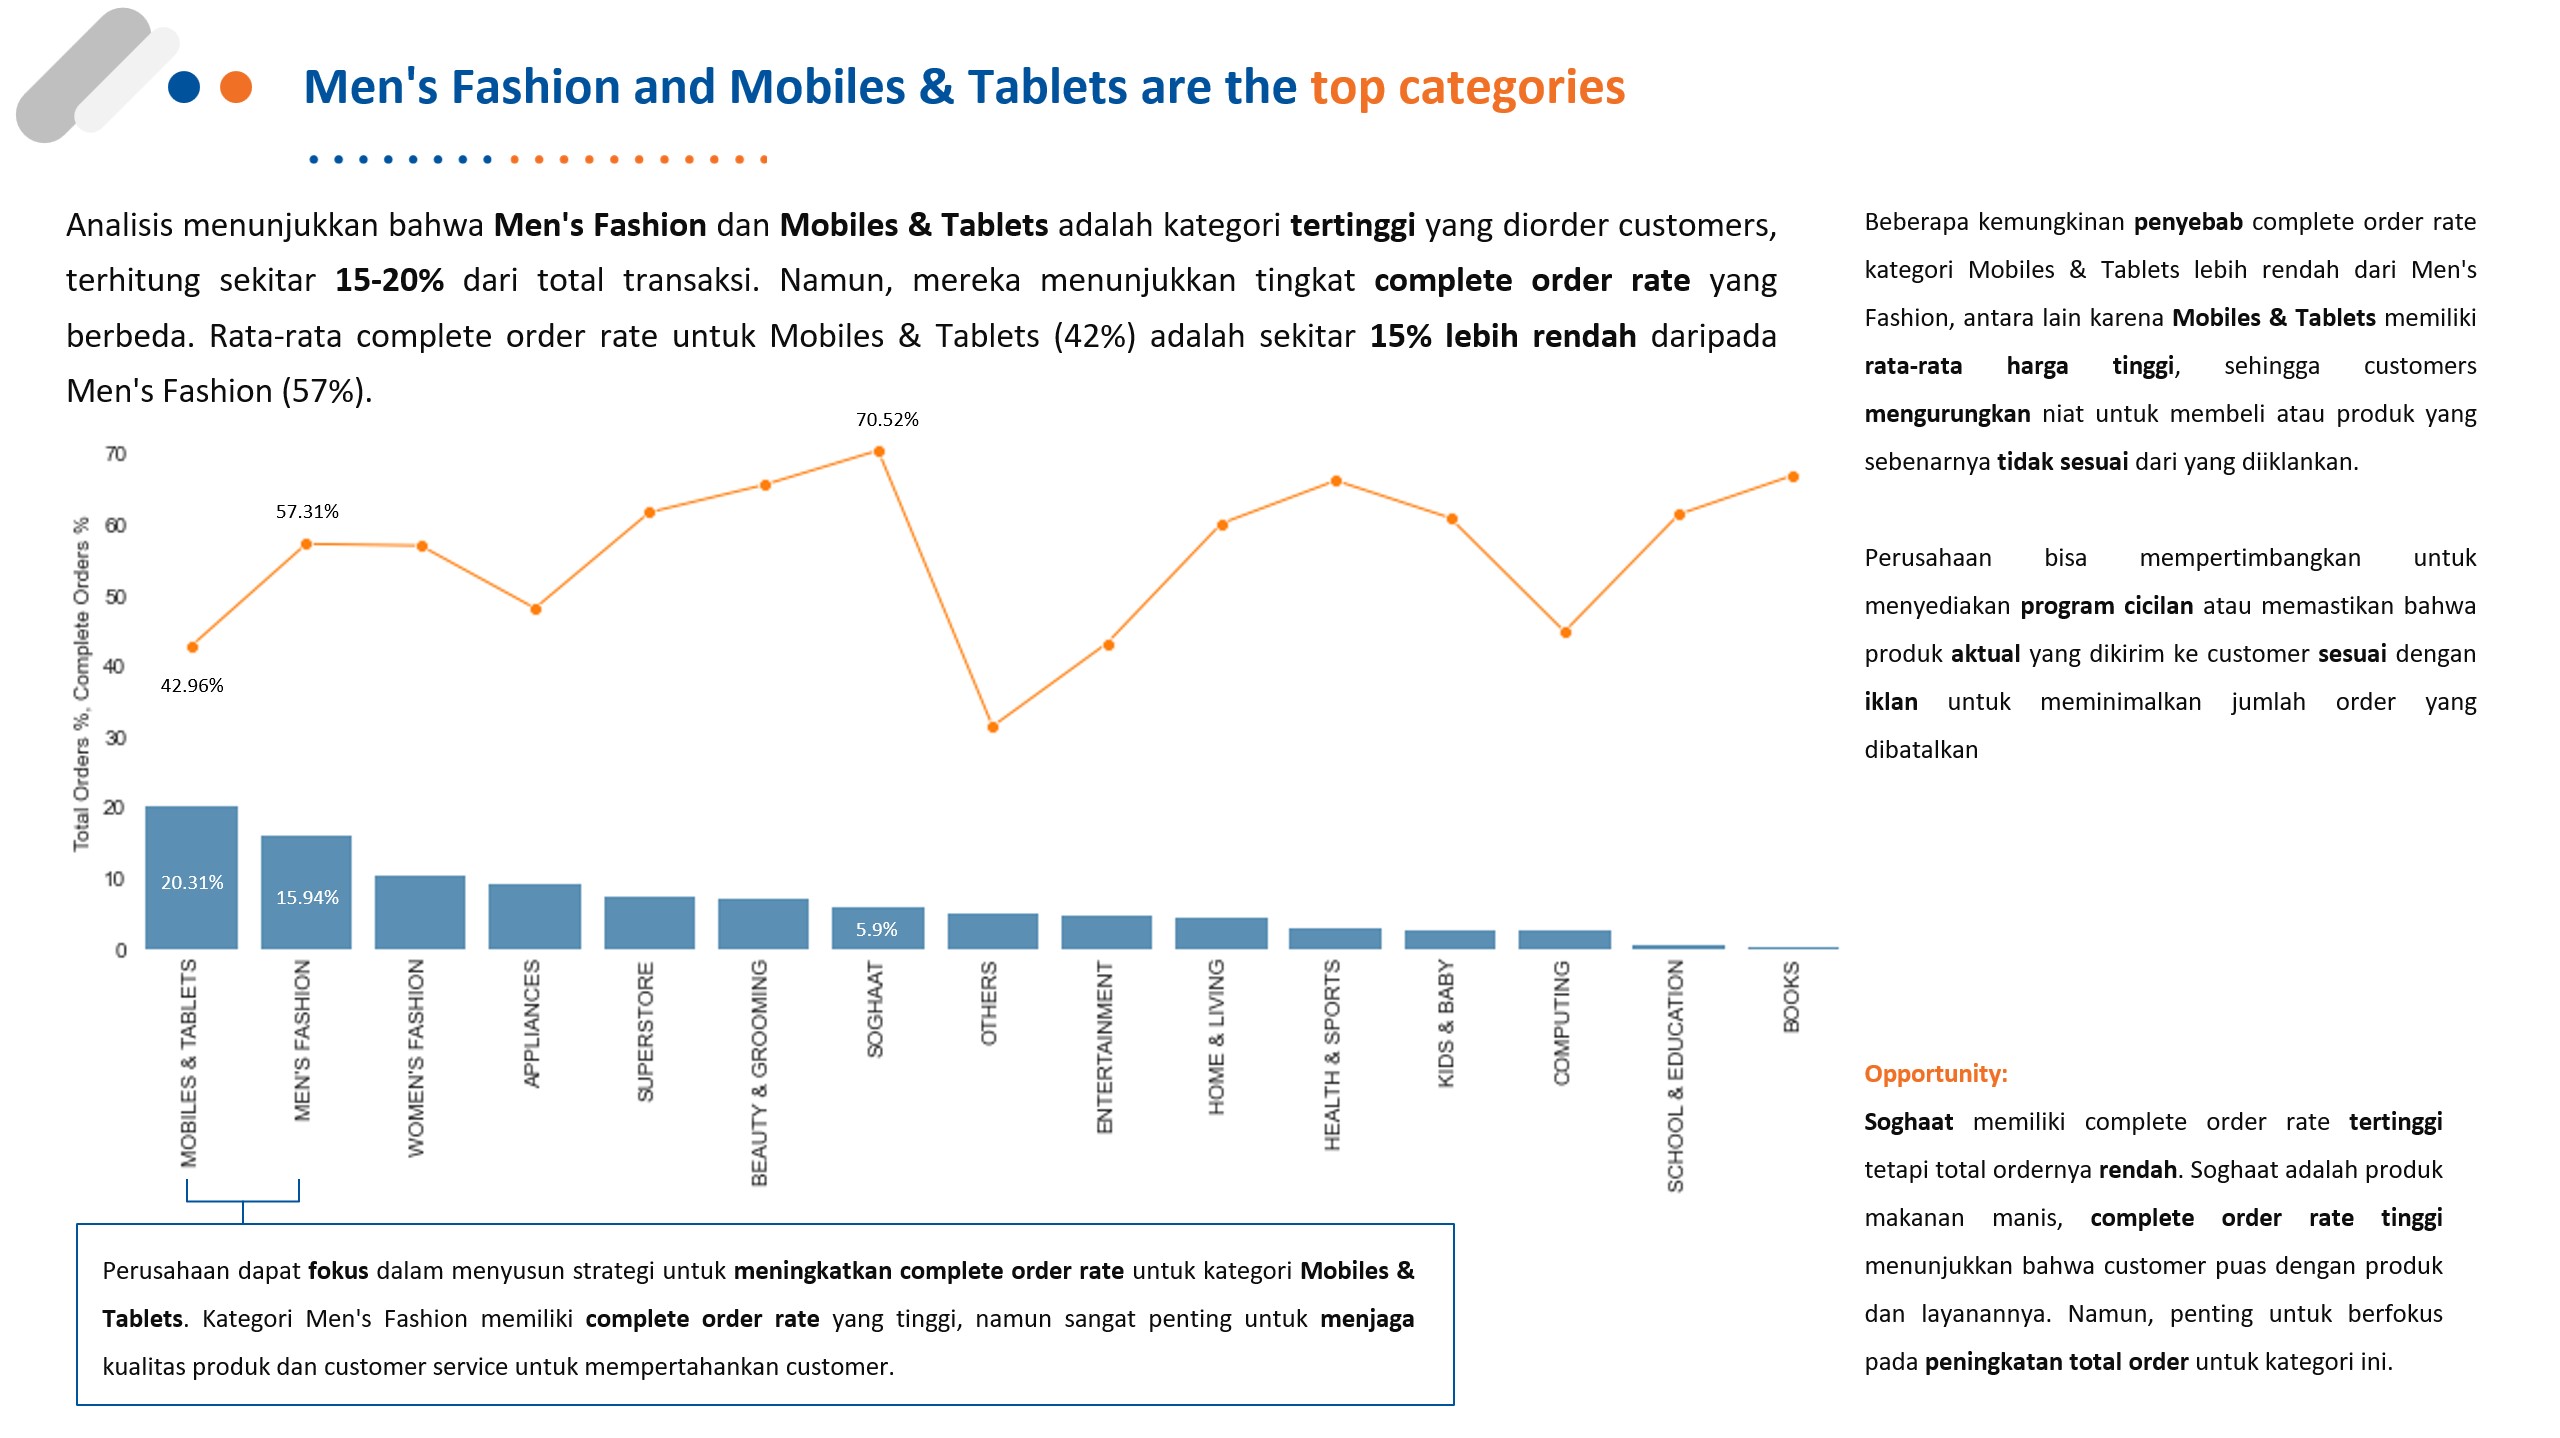 Men's Fashion and Mobiles & Tablets are the top categories
Analisis menunjukkan bahwa Men's Fashion dan Mobiles & Tablets adalah kategori tertinggi yang diorder customers,
terhitung sekitar 15-20% dari total transaksi. Namun, mereka menunjukkan tingkat complete order rate yang
berbeda. Rata-rata complete order rate untuk Mobiles & Tablets (42%) adalah sekitar 15% lebih rendah daripada
Men's Fashion (57%).
Total Orders %, Complete Orders %
70
60
50
40
30
20
10
0
42.96%
57.31%
70.52%
20.31%
15.94%
5.9%
MOBILES & TABLETS
MEN'S FASHION
WOMEN'S FASHION
APPLIANCES
SUPERSTORE
BEAUTY & GROOMING
SOGHAAT
OTHERS
ENTERTAINMENT
HOME & LIVING
HEALTH & SPORTS
KIDS & BABY
COMPUTING
SCHOOL & EDUCATION
BOOKS
Perusahaan dapat fokus dalam menyusun strategi untuk meningkatkan complete order rate untuk kategori Mobiles &
Tablets. Kategori Men's Fashion memiliki complete order rate yang tinggi, namun sangat penting untuk menjaga
kualitas produk dan customer service untuk mempertahankan customer.
Beberapa kemungkinan penyebab complete order rate
kategori Mobiles & Tablets lebih rendah dari Men's
Fashion, antara lain karena Mobiles & Tablets memiliki
rata-rata harga tinggi, sehingga customers
mengurungkan niat untuk membeli atau produk yang
sebenarnya tidak sesuai dari yang diiklankan.
Perusahaan bisa mempertimbangkan untuk
menyediakan program cicilan atau memastikan bahwa
produk aktual yang dikirim ke customer sesuai dengan
iklan untuk meminimalkan jumlah order yang
dibatalkan
Opportunity:
Soghaat memiliki complete order rate tertinggi
tetapi total ordernya rendah. Soghaat adalah produk
makanan manis, complete order rate tinggi
menunjukkan bahwa customer puas dengan produk
dan layanannya. Namun, penting untuk berfokus
pada peningkatan total order untuk kategori ini.